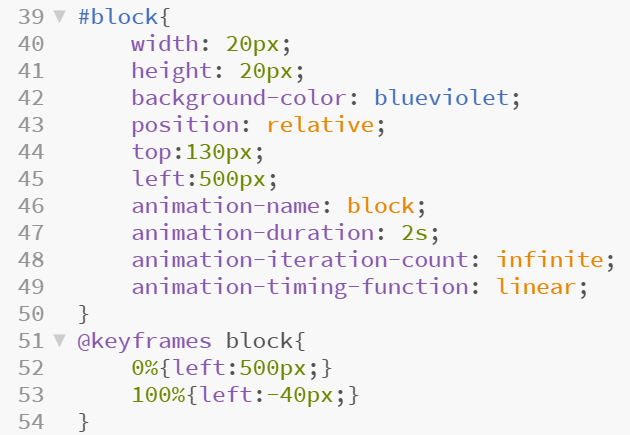 39 ▼ #block{
40 width: 20px;
41 height: 20px;
42 background-color: blueviolet;
43 position: relative;
44 top:130px;
45 left:500px;
46 animation-name: block;
47 animation-duration: 2s;
48 animation-iteration-count: infinite;
49 animation-timing-function: linear;
50 }
51 ▼ @keyframes block{
52 0%{left:500px;}
53 100%{left:-40px;}
54 }